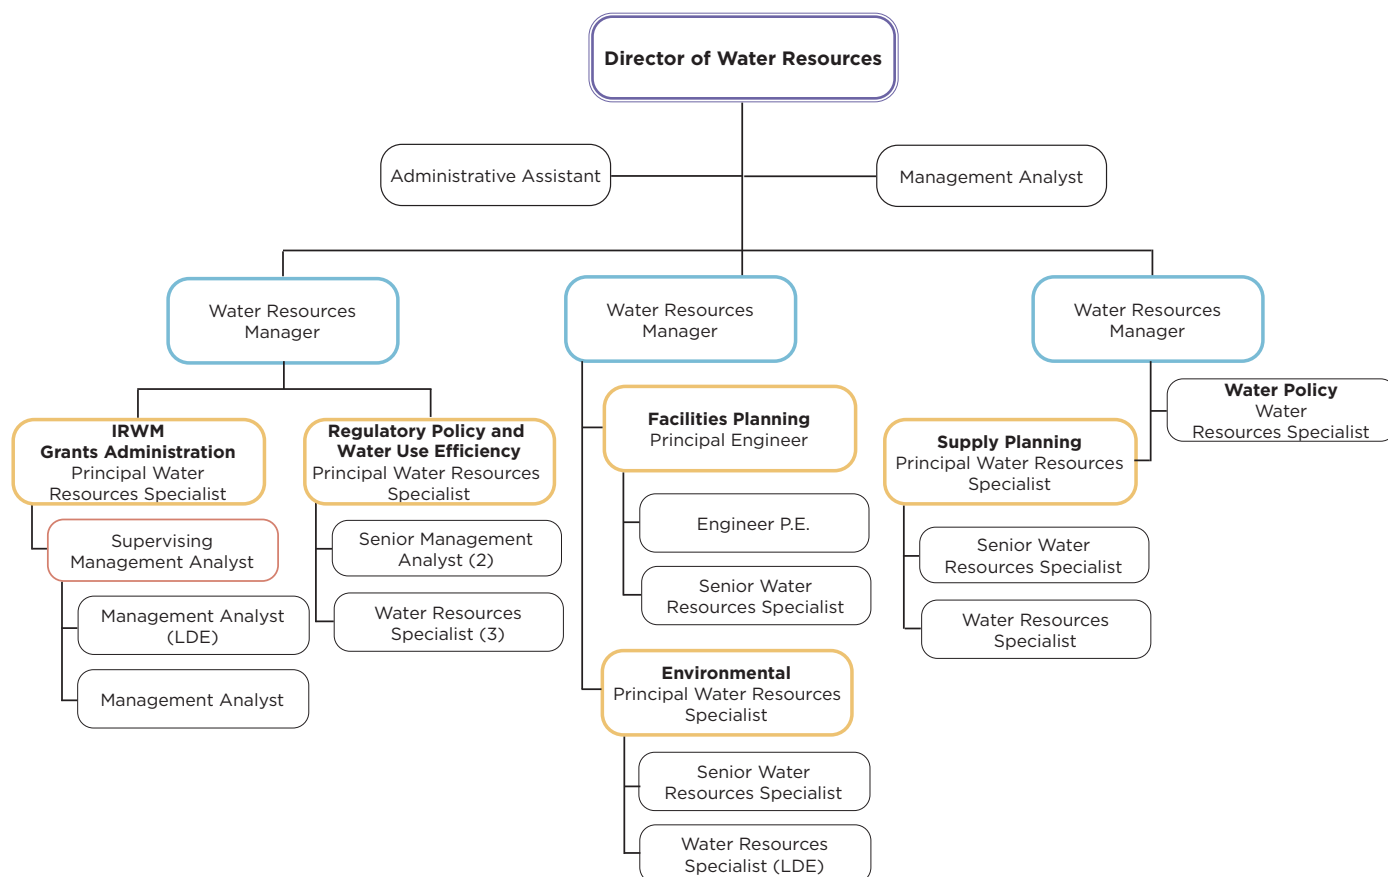 Director of Water Resources
Administrative Assistant
Management Analyst
Water Resources
Manager
Water Resources
Manager
Water Resources
Manager
IRWM
Grants Administration
Principal Water
Resources Specialist
Supervising
Management Analyst
Management Analyst
(LDE)
Management Analyst
Regulatory Policy and
Water Use Efficiency
Principal Water Resources
Specialist
Senior Management
Analyst (2)
Water Resources
Specialist (3)
Facilities Planning
Principal Engineer
Engineer P.E.
Senior Water
Resources Specialist
Environmental
Principal Water Resources
Specialist
Senior Water
Resources Specialist
Water Resources
Specialist (LDE)
Supply Planning
Principal Water Resources
Specialist
Senior Water
Resources Specialist
Water Resources
Specialist
Water Policy
Water
Resources Specialist